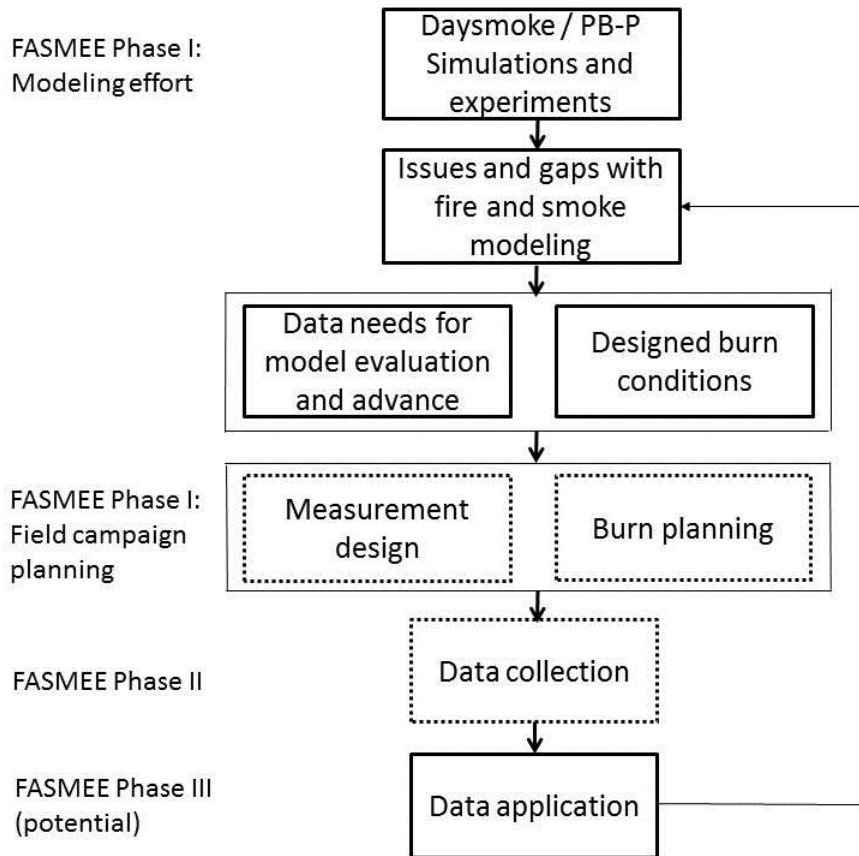 FASMEE Phase I:
Modeling effort
Daysmoke / PB-P
Simulations and
experiments
Issues and gaps with
fire and smoke
modeling
Data needs for
model evaluation
and advance
Designed burn
conditions
FASMEE Phase I:
Field campaign
planning
Measurement
design
Burn planning
FASMEE Phase II
Data collection
FASMEE Phase III
(potential)
Data application